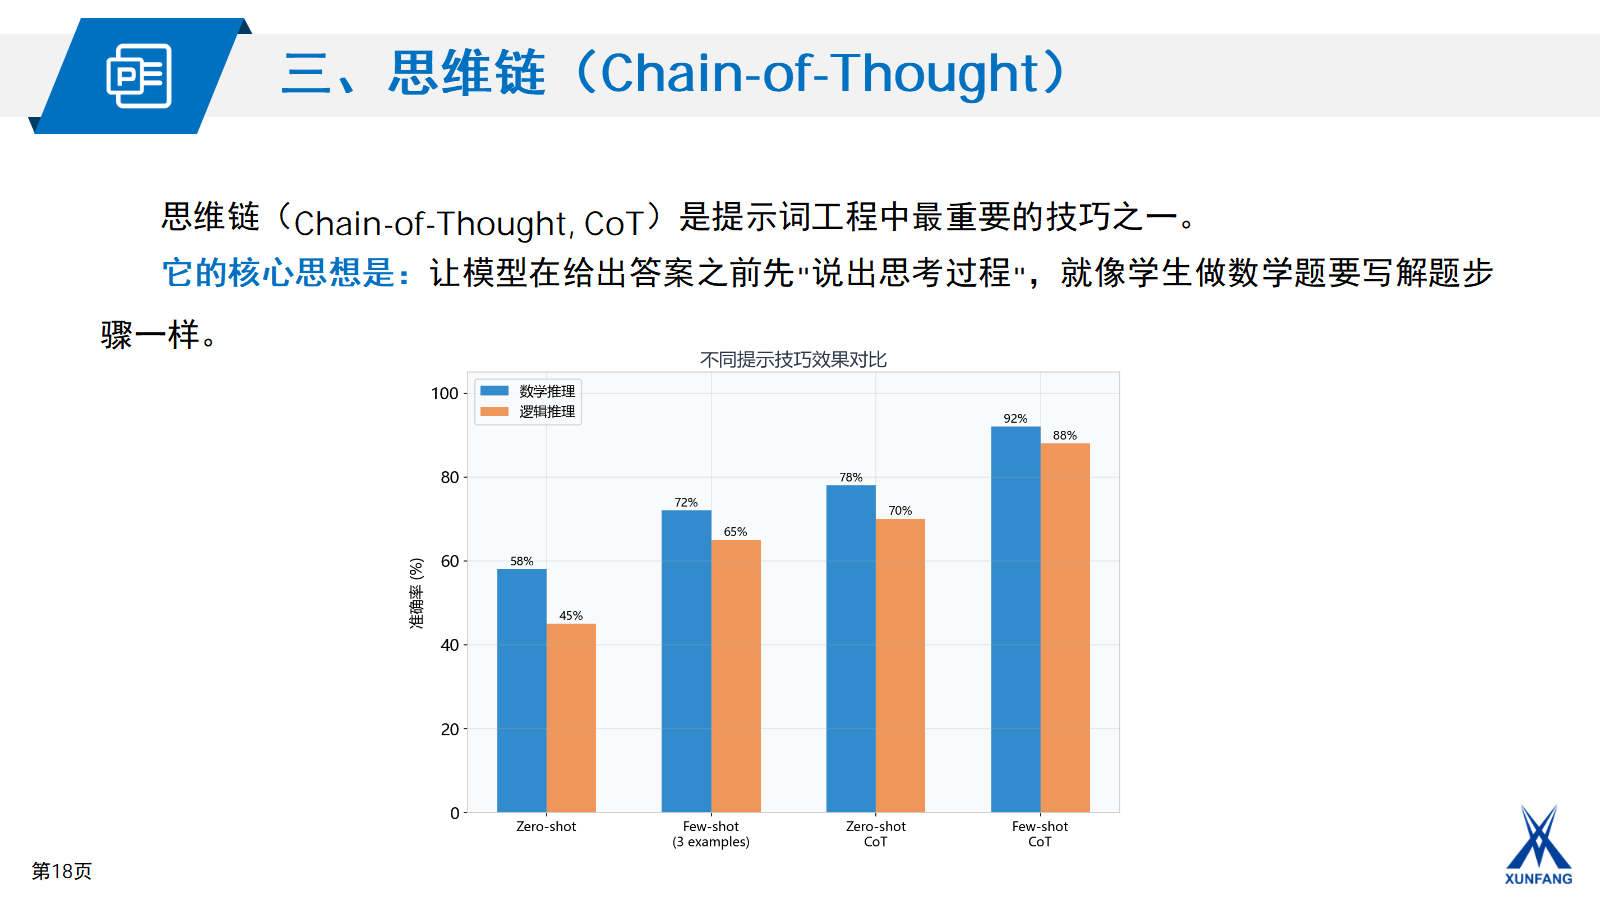 三、思维链（Chain-of-Thought）
思维链（Chain-of-Thought, CoT）是提示词工程中最重要的技巧之一。
它的核心思想是：让模型在给出答案之前先"说出思考过程"，就像学生做数学题要写解题步
骤一样。
不同提示技巧效果对比
数学推理
逻辑推理
准确率 (%)
100
80
60
40
20
0
58%
45%
72%
65%
78%
70%
92%
88%
Zero-shot
Few-shot
(3 examples)
Zero-shot
CoT
Few-shot
CoT
第18页
XUNFANG